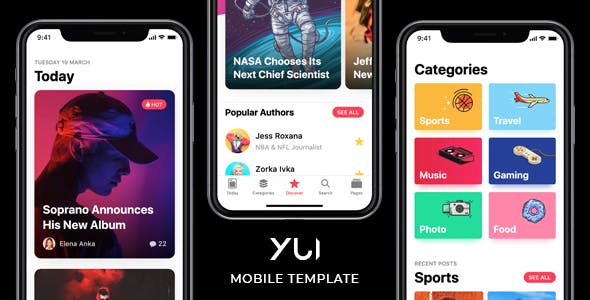 9:41
TUESDAY 19 MARCH
Today
HOT
Soprano Announces
His New Album
Elena Anka
22
NASA Chooses Its
Next Chief Scientist
Jeff
New
Popular Authors
SEE ALL
Jess Roxana
NBA & NFL Journalist
Zorka Ivka
Today
Categories
Discover
Search
Pages
YUI
MOBILE TEMPLATE
9:41
Categories
Sports
Travel
Music
Gaming
Photo
Food
RECENT POSTS
Sports
SEE ALL